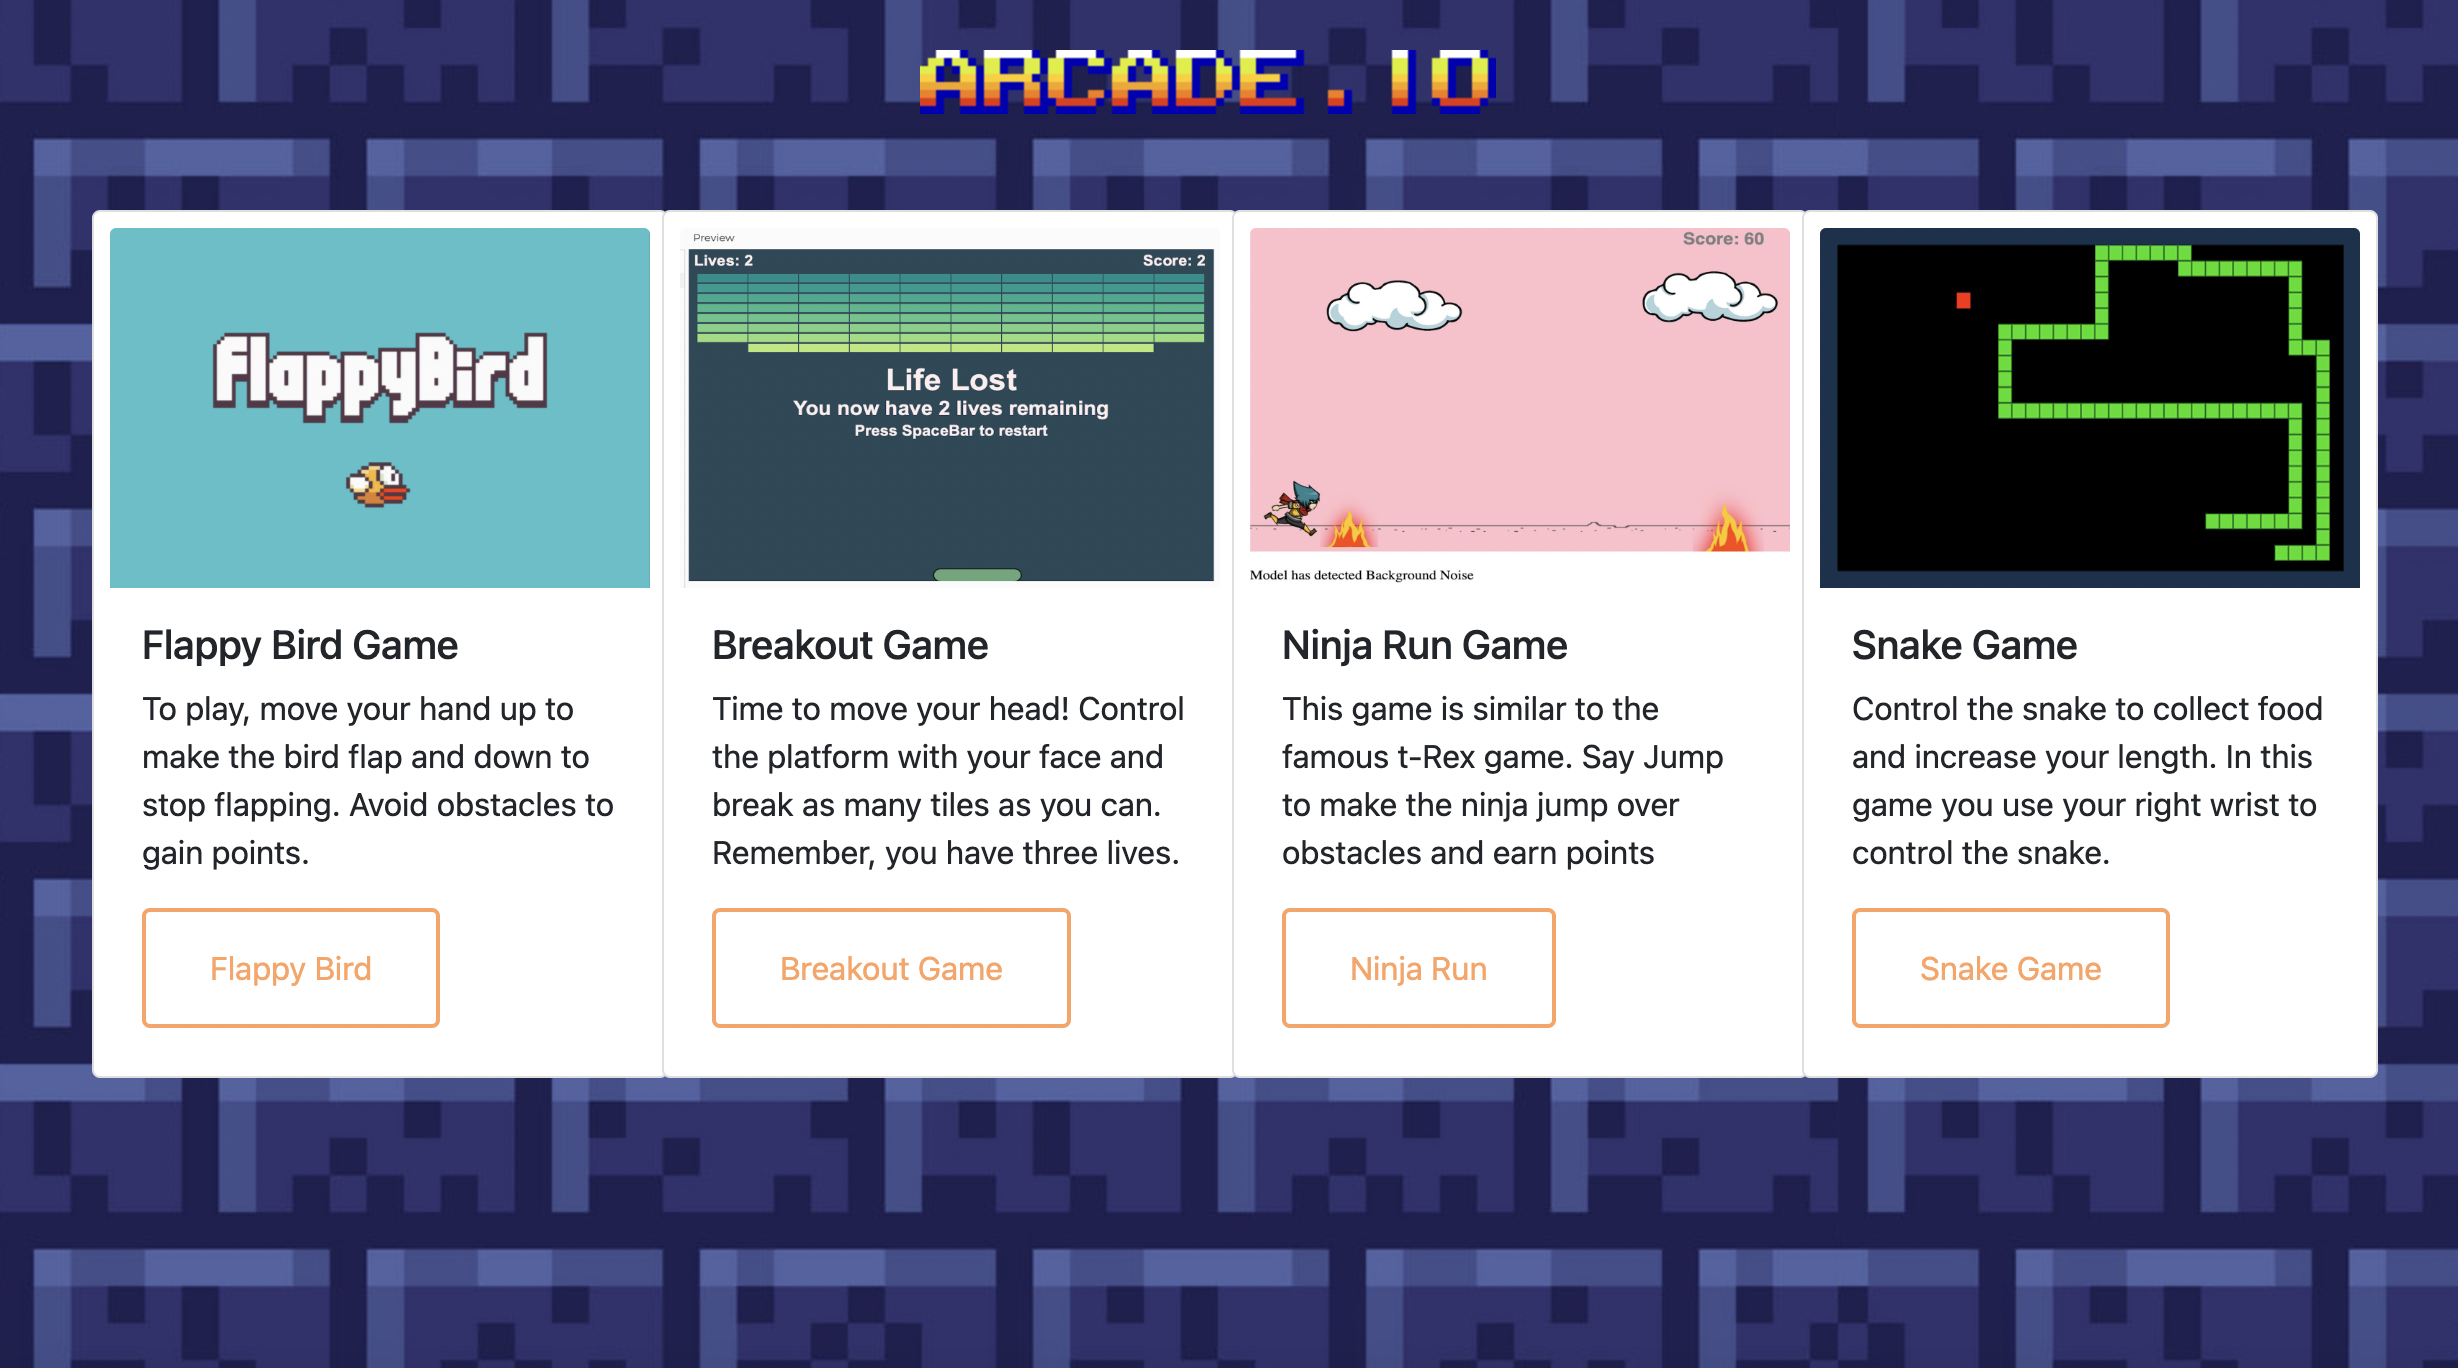 ARCADE.IO
FlappyBird
Flappy Bird Game
To play, move your hand up to
make the bird flap and down to
stop flapping. Avoid obstacles to
gain points.
Flappy Bird
Preview
Lives: 2
Score: 2
Life Lost
You now have 2 lives remaining
Press SpaceBar to restart
Breakout Game
Time to move your head! Control
the platform with your face and
break as many tiles as you can.
Remember, you have three lives.
Breakout Game
Score: 60
Model has detected Background Noise
Ninja Run Game
This game is similar to the
famous t-Rex game. Say Jump
to make the ninja jump over
obstacles and earn points
Ninja Run
Snake Game
Control the snake to collect food
and increase your length. In this
game you use your right wrist to
control the snake.
Snake Game